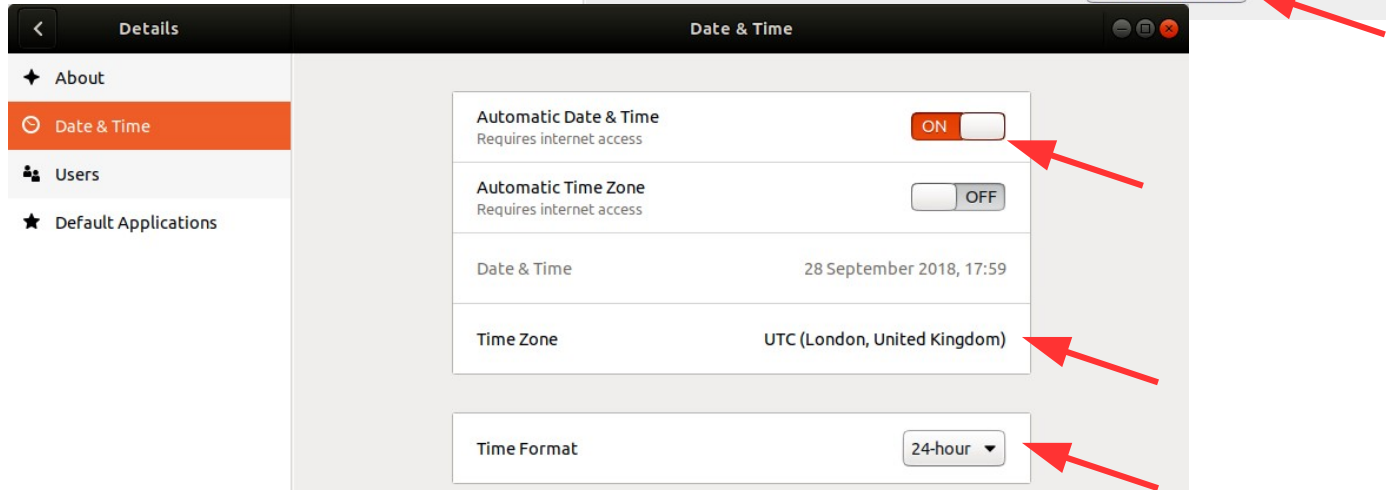 Details
Date & Time
About
Date & Time
Users
Default Applications
Automatic Date & Time
Requires internet access
ON
Automatic Time Zone
Requires internet access
OFF
Date & Time
28 September 2018, 17:59
Time Zone
UTC (London, United Kingdom)
Time Format
24-hour